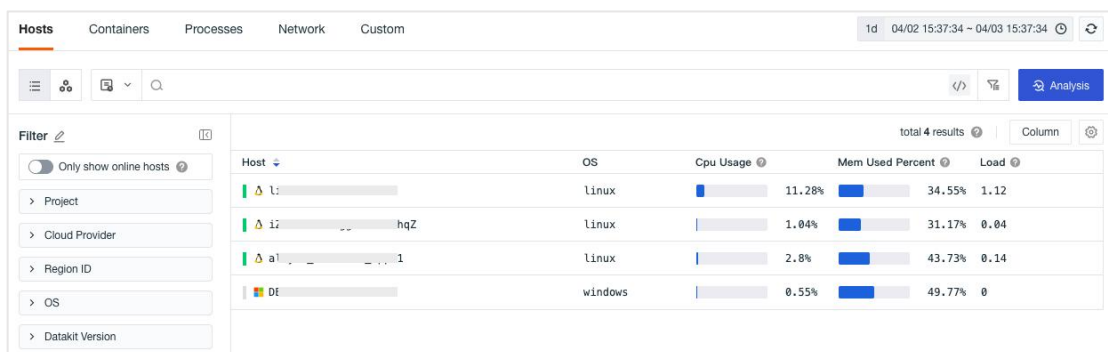 Hosts Containers Processes Network Custom 1d 04/02 15:37:34 ~ 04/03 15:37:34
</> Analysis
Filter total 4 results Column
Only show online hosts Host OS Cpu Usage Mem Used Percent Load
linux 11.28% 34.55% 1.12
Project
hqZ linux 1.04% 31.17% 0.04
Cloud Provider
linux 2.8% 43.73% 0.14
Region ID
windows 0.55% 49.77% 0
OS
Datakit Version